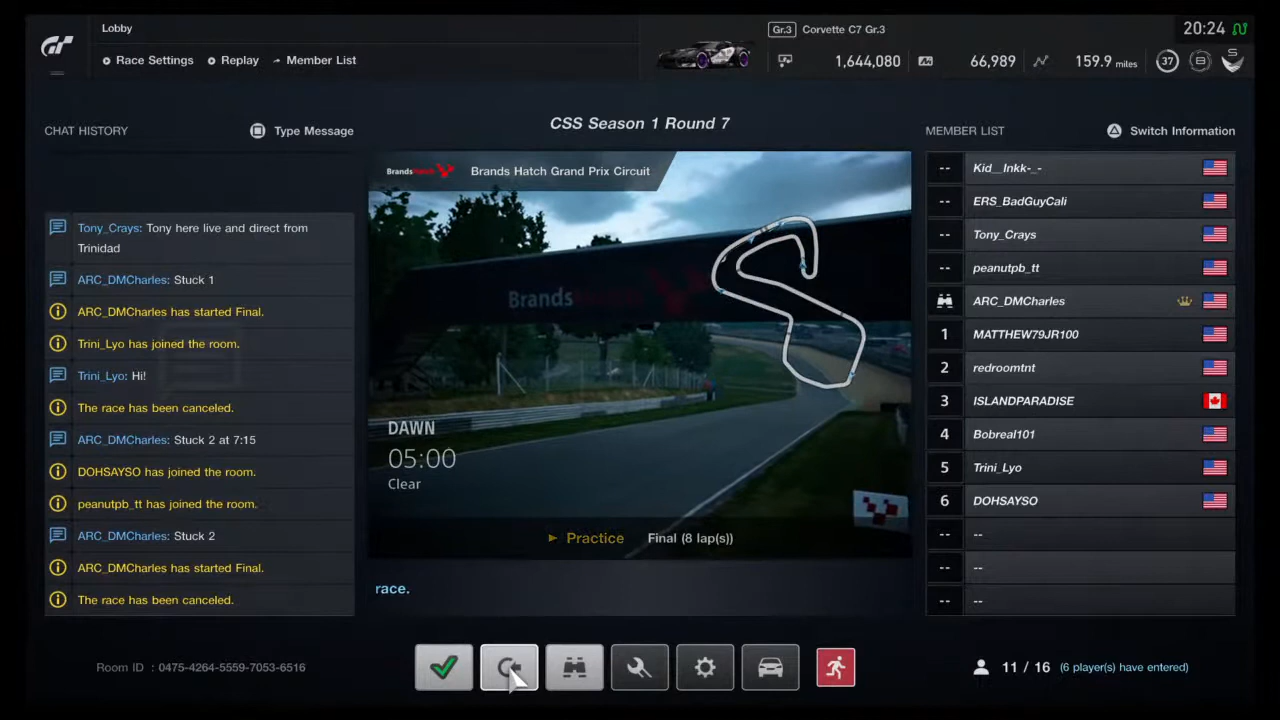 Lobby
Race Settings
Replay
Member List
Gr.3 Corvette C7 Gr.3
1,644,080
66,989
159.9 miles
37
B
S
20:24
CHAT HISTORY
Type Message
Tony_Crays: Tony here live and direct from
Trinidad
ARC_DMCharles: Stuck 1
ARC_DMCharles has started Final.
Trini_Lyo has joined the room.
Trini_Lyo: Hi!
The race has been canceled.
ARC_DMCharles: Stuck 2 at 7:15
DOHSAYSO has joined the room.
peanutpb_tt has joined the room.
ARC_DMCharles: Stuck 2
ARC_DMCharles has started Final.
The race has been canceled.
CSS Season 1 Round 7
Brands Hatch
Brands Hatch Grand Prix Circuit
Brands Hatch
DAWN
05:00
Clear
Practice
Final (8 lap(s))
race.
MEMBER LIST
Switch Information
-- Kid__Inkk-_-
-- ERS_BadGuyCali
-- Tony_Crays
-- peanutpb_tt
ARC_DMCharles
1 MATTHEW79JR100
2 redroomtnt
3 ISLANDPARADISE
4 Bobreal101
5 Trini_Lyo
6 DOHSAYSO
-- --
-- --
-- --
Room ID : 0475-4264-5559-7053-6516
11 / 16 (6 player(s) have entered)